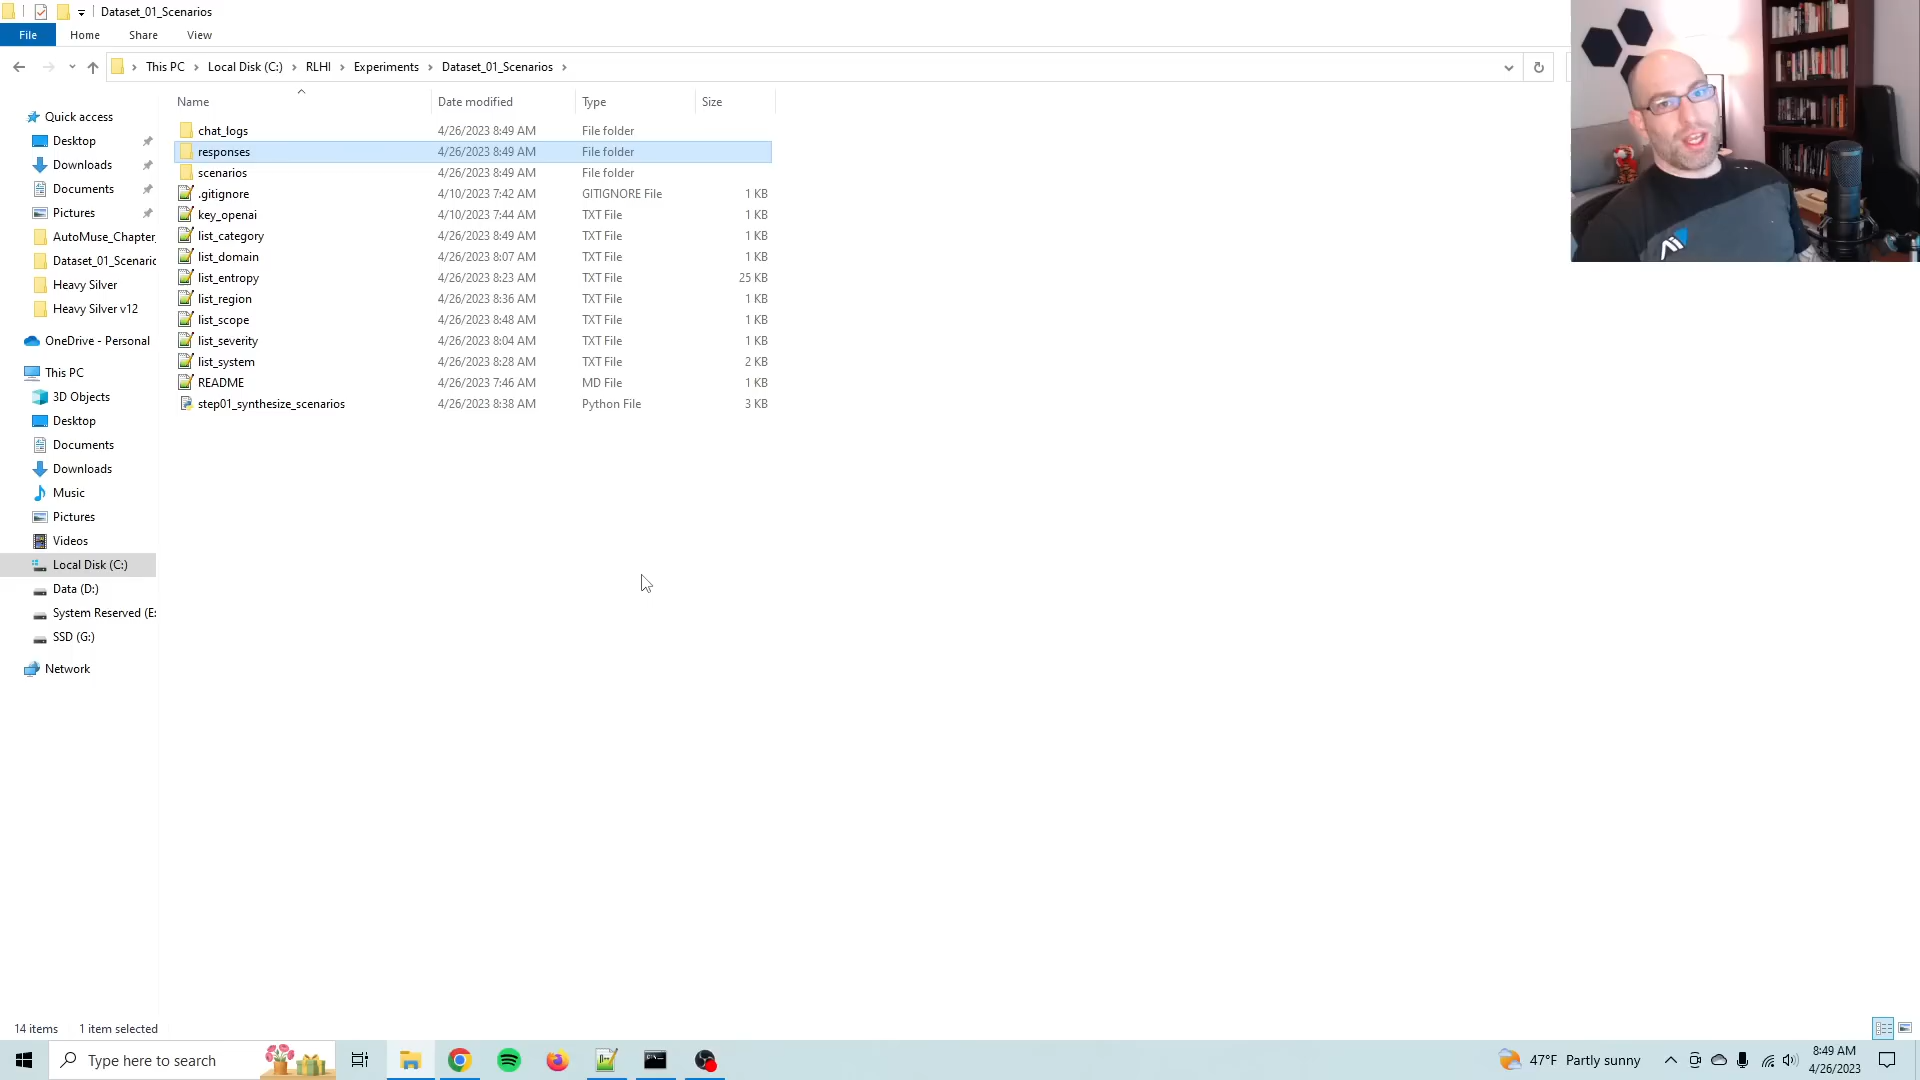 Dataset_01_Scenarios
File Home Share View
This PC Local Disk (C:) RLHI Experiments Dataset_01_Scenarios
Name Date modified Type Size
chat_logs 4/26/2023 8:49 AM File folder
responses 4/26/2023 8:49 AM File folder
scenarios 4/26/2023 8:49 AM File folder
.gitignore 4/10/2023 7:42 AM GITIGNORE File 1 KB
key_openai 4/10/2023 7:44 AM TXT File 1 KB
list_category 4/26/2023 8:49 AM TXT File 1 KB
list_domain 4/26/2023 8:07 AM TXT File 1 KB
list_entropy 4/26/2023 8:23 AM TXT File 25 KB
list_region 4/26/2023 8:36 AM TXT File 1 KB
list_scope 4/26/2023 8:48 AM TXT File 1 KB
list_severity 4/26/2023 8:04 AM TXT File 1 KB
list_system 4/26/2023 8:28 AM TXT File 2 KB
README 4/26/2023 7:46 AM MD File 1 KB
step01_synthesize_scenarios 4/26/2023 8:38 AM Python File 3 KB
Quick access
Desktop
Downloads
Documents
Pictures
AutoMuse_Chapter_
Dataset_01_Scenaric
Heavy Silver
Heavy Silver v12
OneDrive - Personal
This PC
3D Objects
Desktop
Documents
Downloads
Music
Pictures
Videos
Local Disk (C:)
Data (D:)
System Reserved (E:
SSD (G:)
Network
14 items 1 item selected
Type here to search
47°F Partly sunny
8:49 AM
4/26/2023